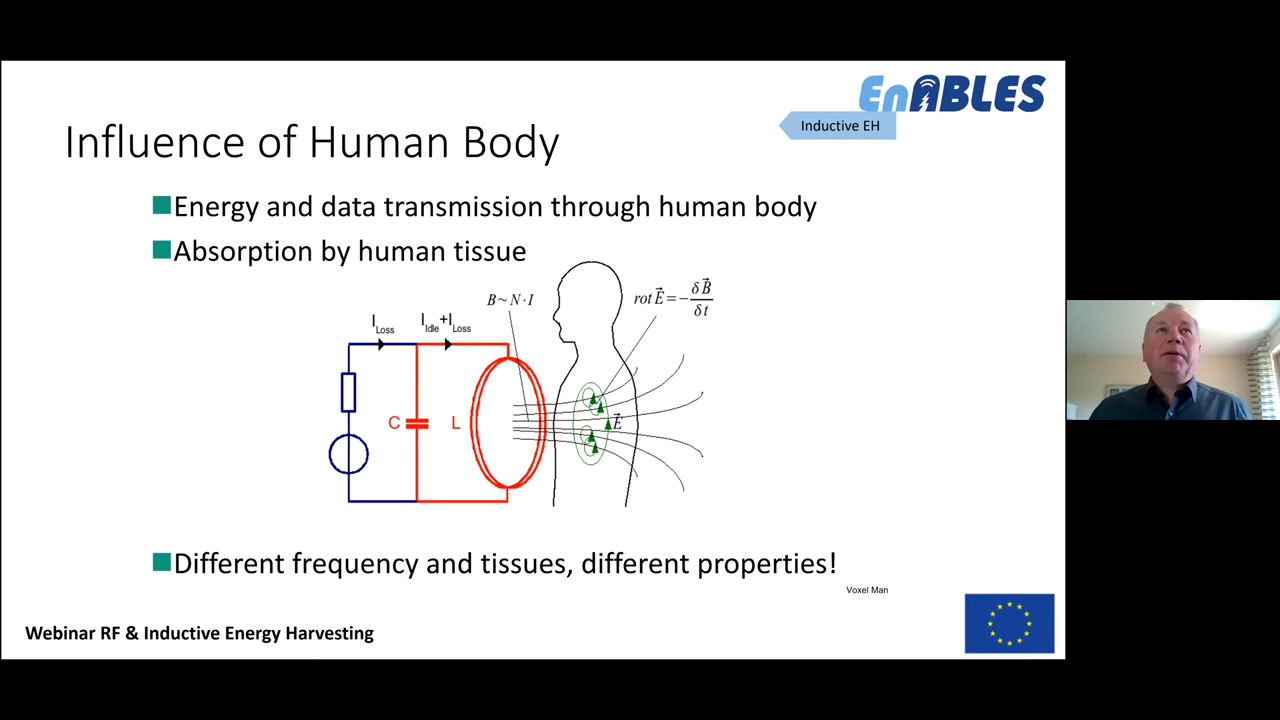 EnABLES
Inductive EH
Influence of Human Body
Energy and data transmission through human body
Absorption by human tissue
B~N·I
rot E⃗ = − δB⃗/δt
I_Loss
I_Idle+I_Loss
C
L
E⃗
Different frequency and tissues, different properties!
Voxel Man
Webinar RF & Inductive Energy Harvesting